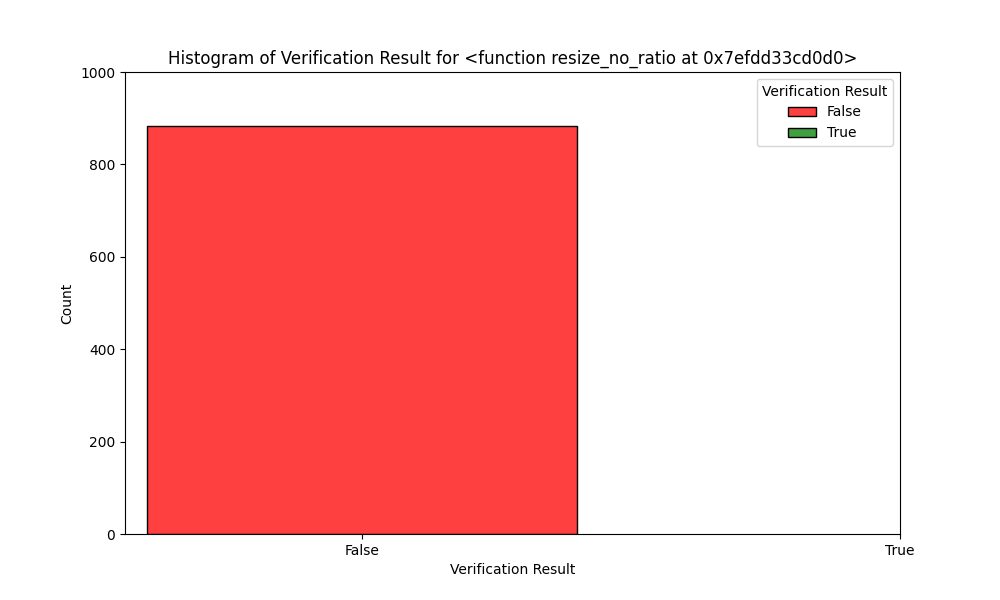 Histogram of Verification Result for <function resize_no_ratio at 0x7efdd33cd0d0>
1000
800
600
400
200
0
Count
Verification Result
False
True
False
True
Verification Result